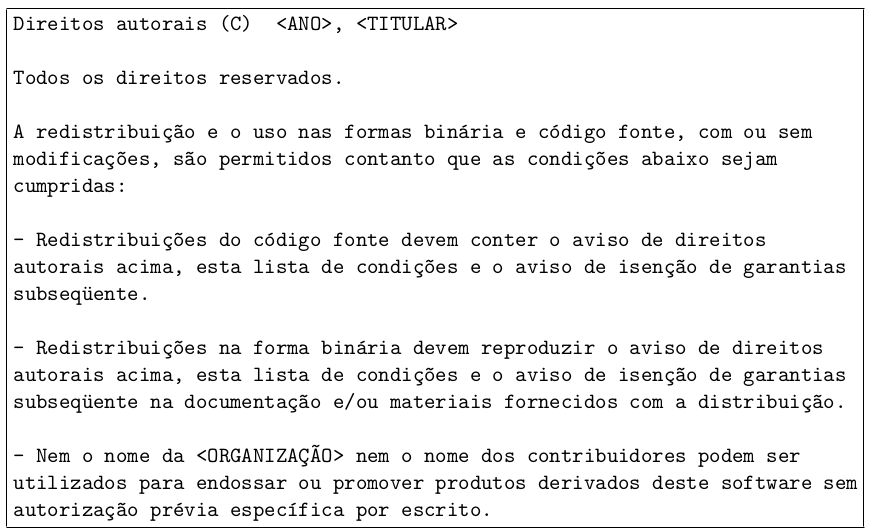 Direitos autorais (C)  <ANO>, <TITULAR>
Todos os direitos reservados.
A redistribuição e o uso nas formas binária e código fonte, com ou sem
modificações, são permitidos contanto que as condições abaixo sejam
cumpridas:
- Redistribuições do código fonte devem conter o aviso de direitos
autorais acima, esta lista de condições e o aviso de isenção de garantias
subseqüente.
- Redistribuições na forma binária devem reproduzir o aviso de direitos
autorais acima, esta lista de condições e o aviso de isenção de garantias
subseqüente na documentação e/ou materiais fornecidos com a distribuição.
- Nem o nome da <ORGANIZAÇÃO> nem o nome dos contribuidores podem ser
utilizados para endossar ou promover produtos derivados deste software sem
autorização prévia específica por escrito.